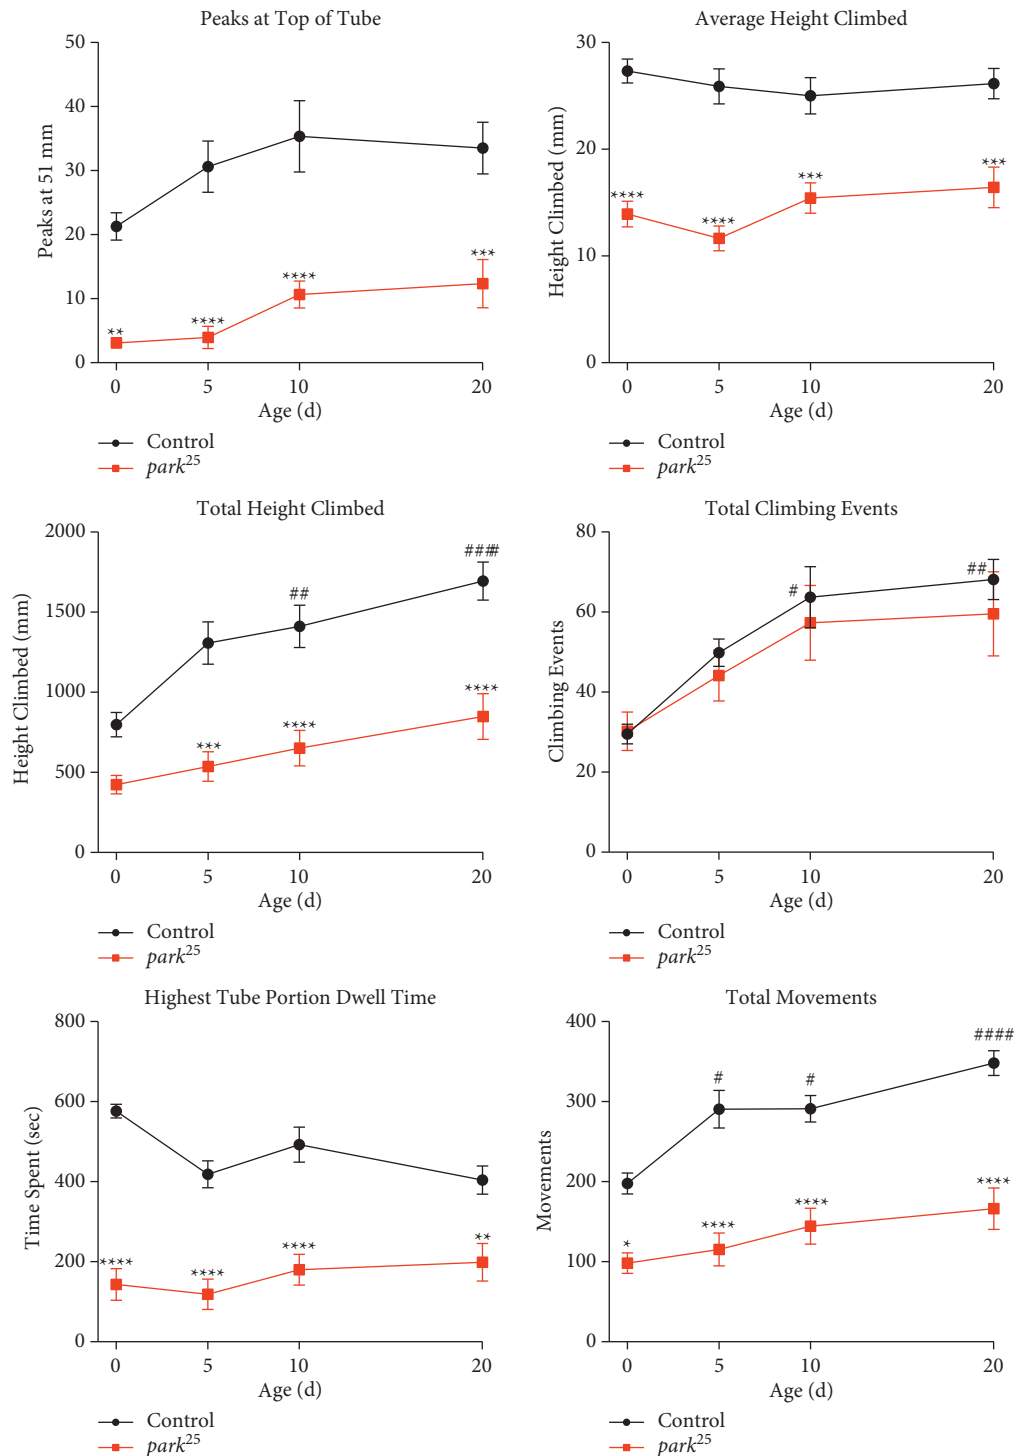 Peaks at Top of Tube
50
40
30
20
10
0
Peaks at 51 mm
**
****
****
***
0 5 10 20
Age (d)
Control
park25
Average Height Climbed
30
20
10
0
Height Climbed (mm)
****
****
***
***
0 5 10 20
Age (d)
Control
park25
Total Height Climbed
2000
1500
1000
500
0
Height Climbed (mm)
##
####
***
****
****
0 5 10 20
Age (d)
Control
park25
Total Climbing Events
80
60
40
20
0
Climbing Events
#
##
0 5 10 20
Age (d)
Control
park25
Highest Tube Portion Dwell Time
800
600
400
200
0
Time Spent (sec)
****
****
****
**
0 5 10 20
Age (d)
Control
park25
Total Movements
400
300
200
100
0
Movements
#
#
####
*
****
****
****
0 5 10 20
Age (d)
Control
park25